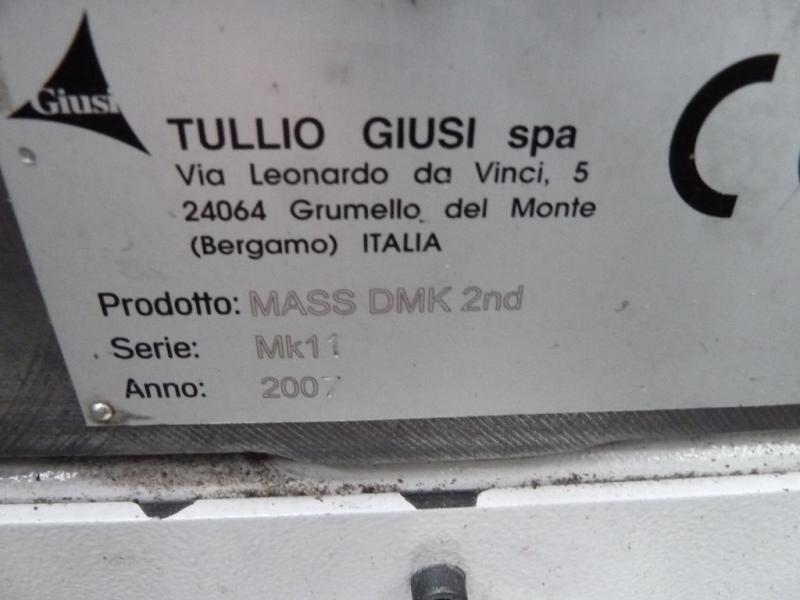 Giusi
TULLIO GIUSI spa
Via Leonardo da Vinci, 5
24064 Grumello del Monte
(Bergamo) ITALIA
Prodotto: MASS DMK 2nd
Serie: Mk11
Anno: 2007